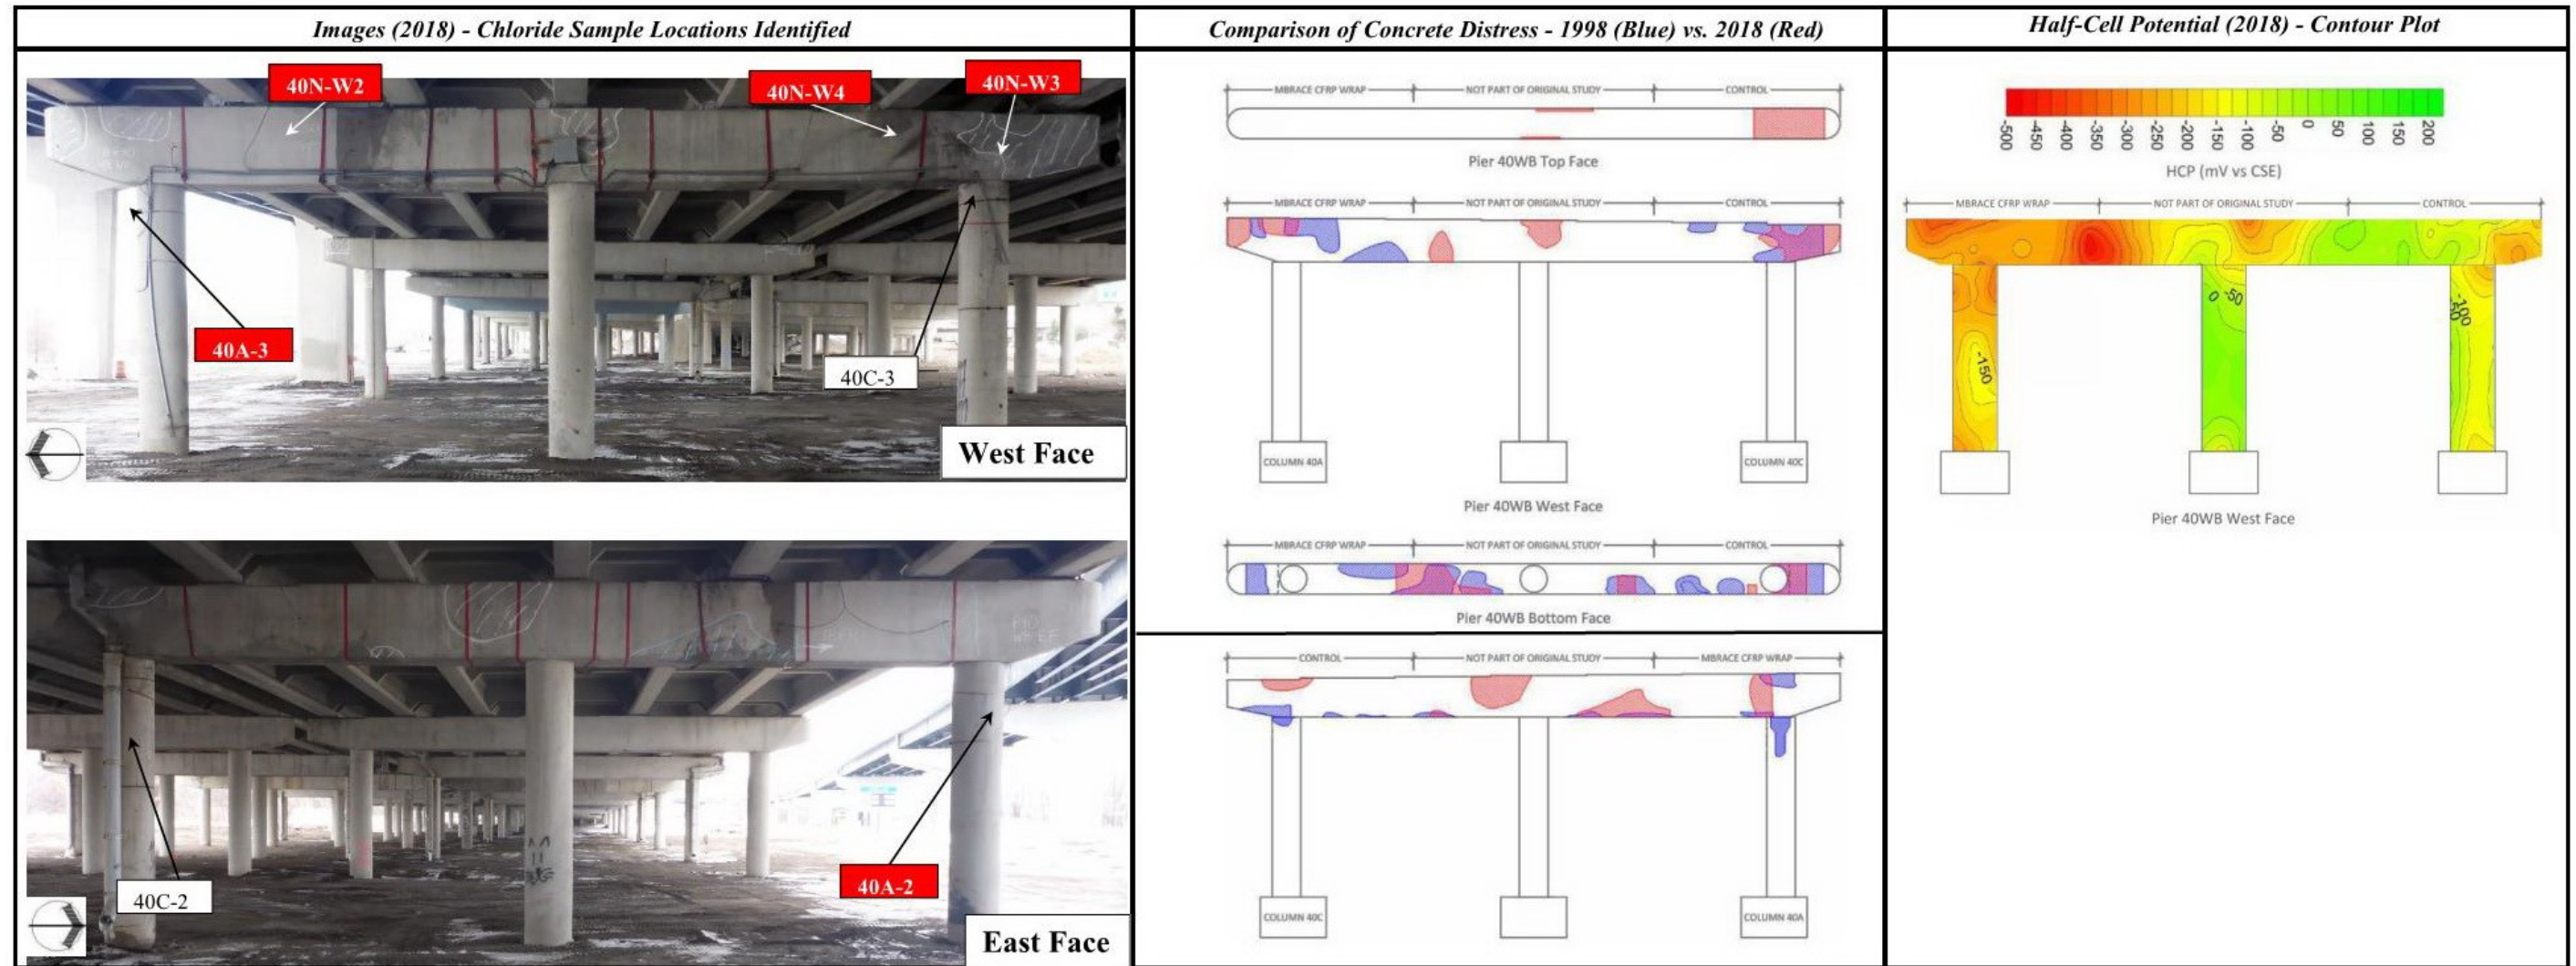 Images (2018) - Chloride Sample Locations Identified
Comparison of Concrete Distress - 1998 (Blue) vs. 2018 (Red)
Half-Cell Potential (2018) - Contour Plot
40N-W2
40N-W4
40N-W3
40A-3
40C-3
West Face
40C-2
40A-2
East Face
MBRACE CFRP WRAP
NOT PART OF ORIGINAL STUDY
CONTROL
Pier 40WB Top Face
MBRACE CFRP WRAP
NOT PART OF ORIGINAL STUDY
CONTROL
COLUMN 40A
COLUMN 40C
Pier 40WB West Face
MBRACE CFRP WRAP
NOT PART OF ORIGINAL STUDY
CONTROL
Pier 40WB Bottom Face
CONTROL
NOT PART OF ORIGINAL STUDY
MBRACE CFRP WRAP
COLUMN 40C
COLUMN 40A
-500 -450 -400 -350 -300 -250 -200 -150 -100 -50 0 50 100 150 200
HCP (mV vs CSE)
MBRACE CFRP WRAP
NOT PART OF ORIGINAL STUDY
CONTROL
0
-50
-100
-150
Pier 40WB West Face